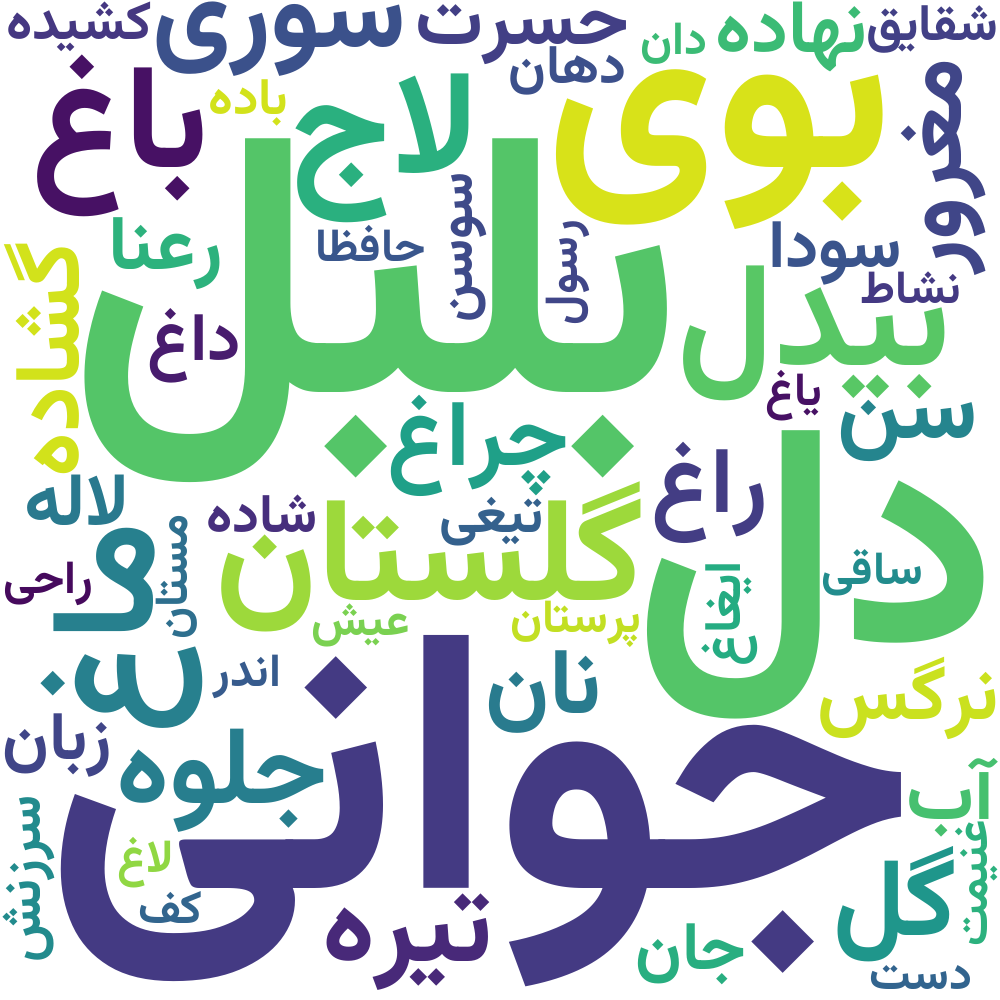 شقایق
نهاده
دان
حسرت
سوری
کشیده
دهان
بوی
مغرور
باده
لاج
باغ
سوسن
رسول
سودا
حافظا
رعنا
گشاده
نشاط
بیدل
بلبل
داغ
یاغ
سن
چراغ
راغ
لاله
شاده
تیغی
گلستان
دل
مستان
ساقی
ایغاغ
راحی
پرستان
عیش
اندر
نان
نرگس
زبان
جلوه
جوانی
آب
غنیمت
سرزنش
لاغ
کف
گل
تیره
جان
دست